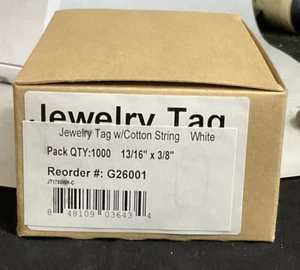 Jewelry Tag
Jewelry Tag w/Cotton String White
Pack QTY:1000 13/16" x 3/8"
Reorder #: G26001
8 48109 03643 4